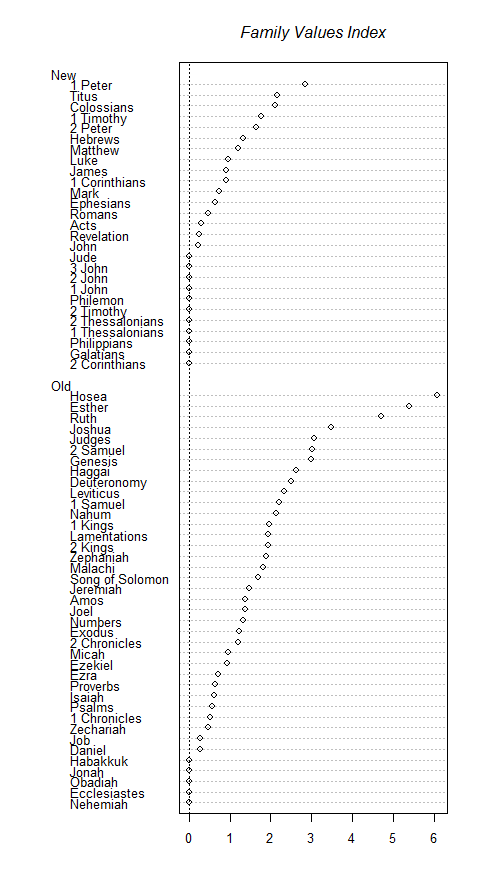 Family Values Index
New
1 Peter
Titus
Colossians
1 Timothy
2 Peter
Hebrews
Matthew
Luke
James
1 Corinthians
Mark
Ephesians
Romans
Acts
Revelation
John
Jude
3 John
2 John
1 John
Philemon
2 Timothy
2 Thessalonians
1 Thessalonians
Philippians
Galatians
2 Corinthians
Old
Hosea
Esther
Ruth
Joshua
Judges
2 Samuel
Genesis
Haggai
Deuteronomy
Leviticus
1 Samuel
Nahum
1 Kings
Lamentations
2 Kings
Zephaniah
Malachi
Song of Solomon
Jeremiah
Amos
Joel
Numbers
Exodus
2 Chronicles
Micah
Ezekiel
Ezra
Proverbs
Isaiah
Psalms
1 Chronicles
Zechariah
Job
Daniel
Habakkuk
Jonah
Obadiah
Ecclesiastes
Nehemiah
0 1 2 3 4 5 6